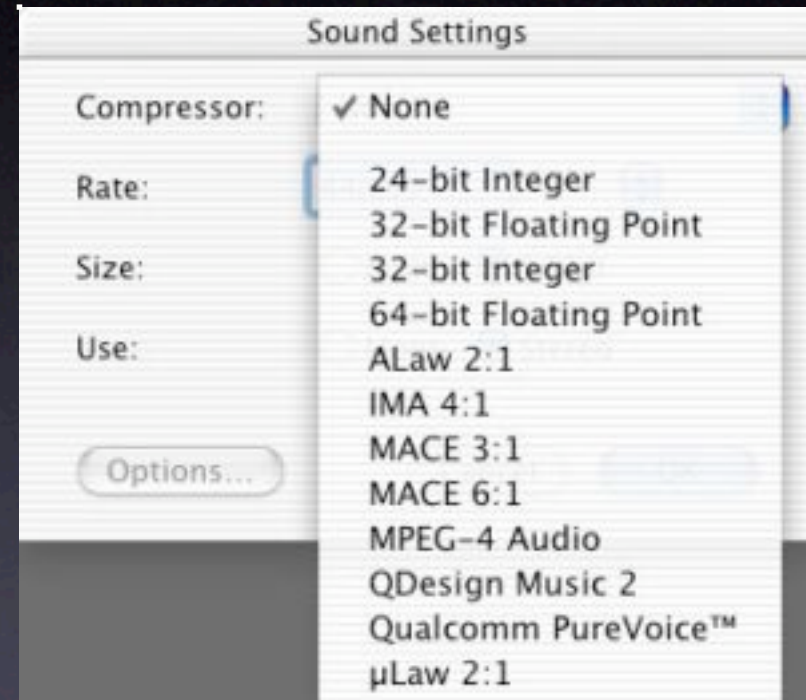 Sound Settings
Compressor:
✓ None
Rate:
24-bit Integer
32-bit Floating Point
Size:
32-bit Integer
64-bit Floating Point
Use:
ALaw 2:1
IMA 4:1
MACE 3:1
Options...
MACE 6:1
MPEG-4 Audio
QDesign Music 2
Qualcomm PureVoice™
µLaw 2:1